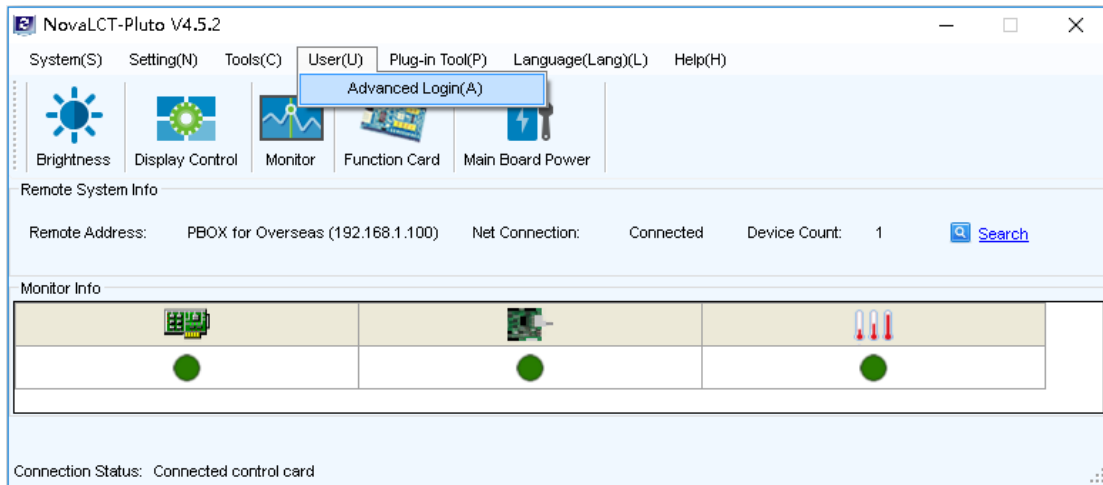 NovaLCT-Pluto V4.5.2
System(S) Setting(N) Tools(C) User(U) Plug-in Tool(P) Language(Lang)(L) Help(H)
Advanced Login(A)
Brightness Display Control Monitor Function Card Main Board Power
Remote System Info
Remote Address: PBOX for Overseas (192.168.1.100) Net Connection: Connected Device Count: 1 Search
Monitor Info
Connection Status: Connected control card